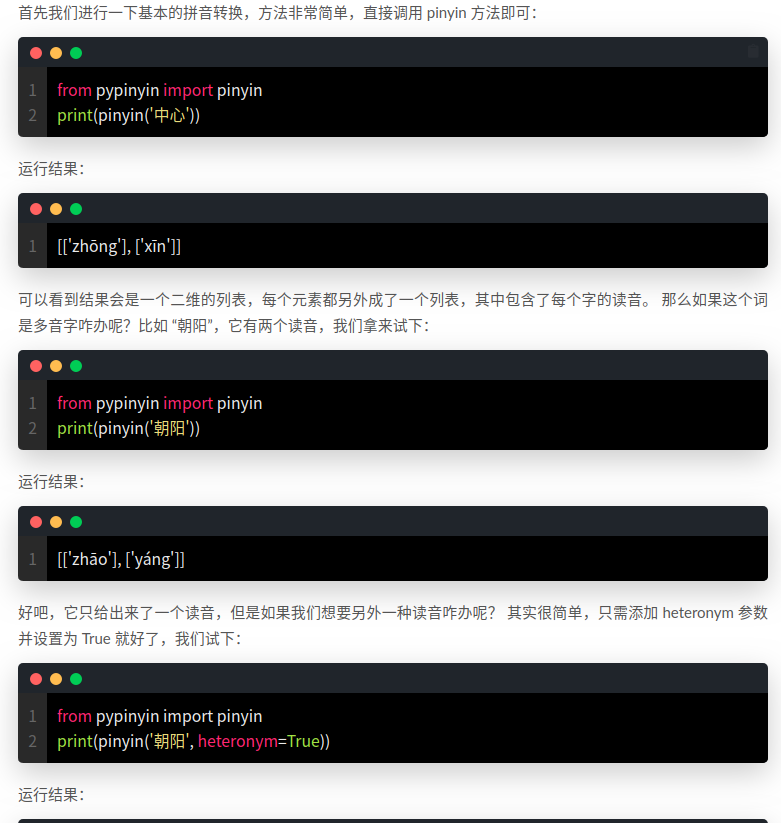 首先我们进行一下基本的拼音转换，方法非常简单，直接调用 pinyin 方法即可：
1 from pypinyin import pinyin
2 print(pinyin('中心'))
运行结果：
1 [['zhōng'], ['xīn']]
可以看到结果会是一个二维的列表，每个元素都另外成了一个列表，其中包含了每个字的读音。 那么如果这个词
是多音字咋办呢？比如 “朝阳”，它有两个读音，我们拿来试下：
1 from pypinyin import pinyin
2 print(pinyin('朝阳'))
运行结果：
1 [['zhāo'], ['yáng']]
好吧，它只给出来了一个读音，但是如果我们想要另外一种读音咋办呢？ 其实很简单，只需添加 heteronym 参数
并设置为 True 就好了，我们试下：
1 from pypinyin import pinyin
2 print(pinyin('朝阳', heteronym=True))
运行结果：